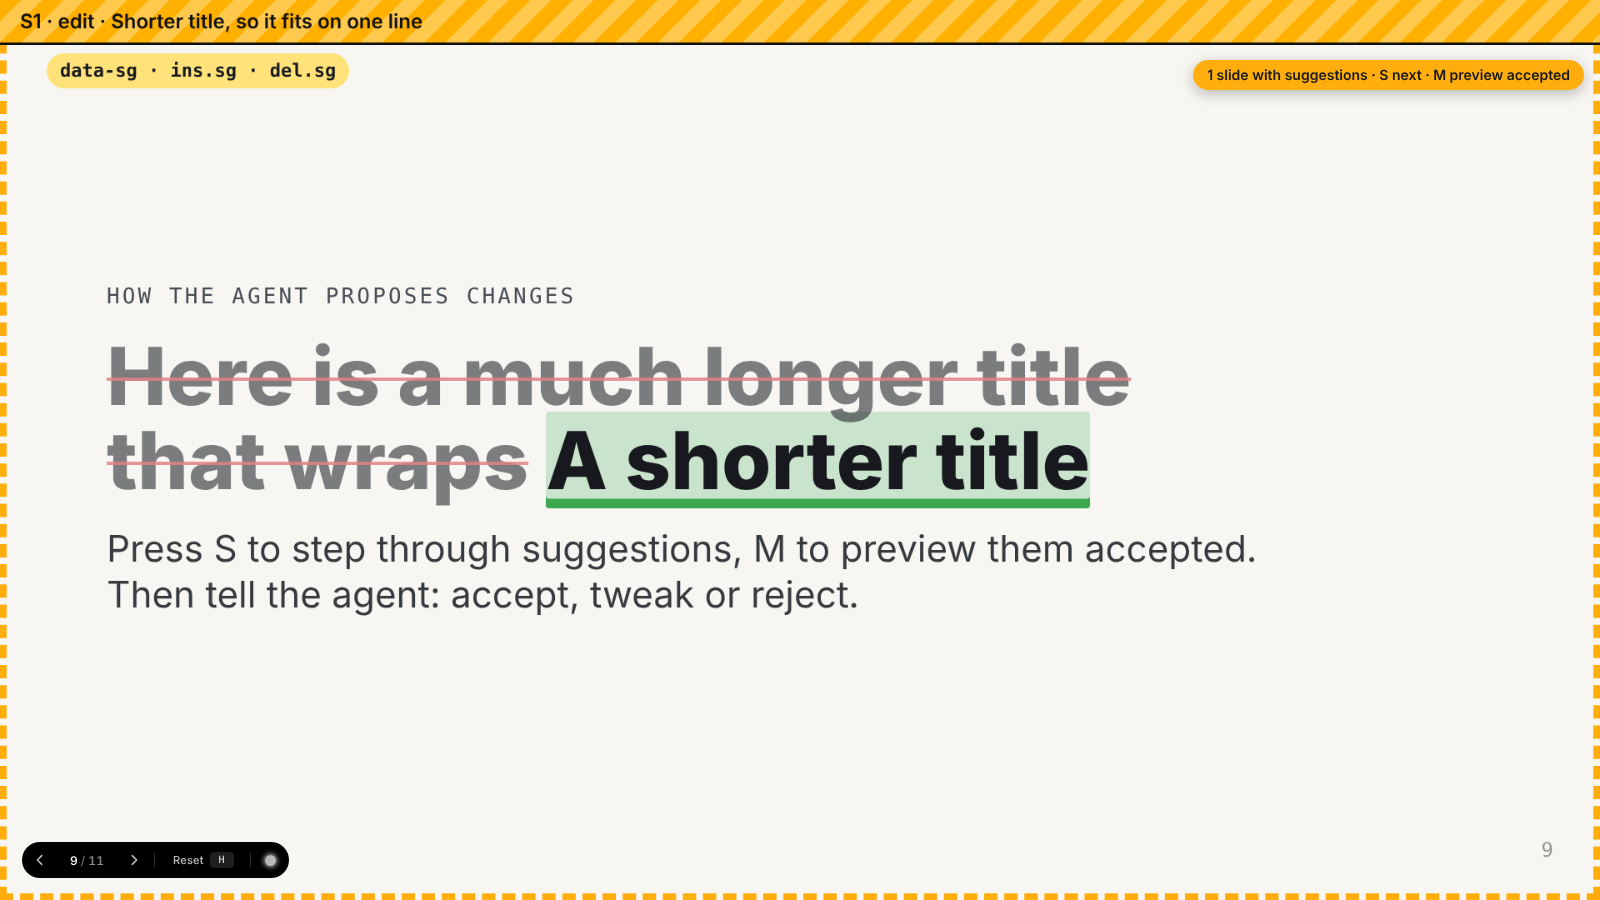 S1 · edit · Shorter title, so it fits on one line
data-sg · ins.sg · del.sg
1 slide with suggestions · S next · M preview accepted
HOW THE AGENT PROPOSES CHANGES
Here is a much longer title
that wraps A shorter title
Press S to step through suggestions, M to preview them accepted.
Then tell the agent: accept, tweak or reject.
9 / 11 Reset H
9